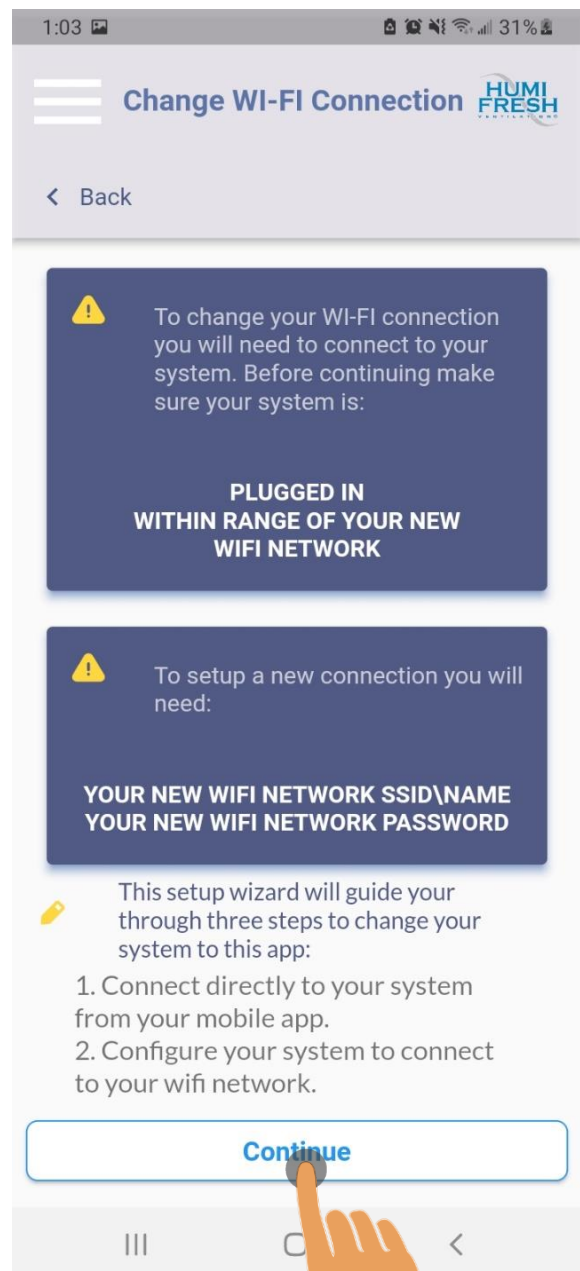 1:03
31%
Change WI-FI Connection
HUMI
FRESH
Back
To change your WI-FI connection
you will need to connect to your
system. Before continuing make
sure your system is:
PLUGGED IN
WITHIN RANGE OF YOUR NEW
WIFI NETWORK
To setup a new connection you will
need:
YOUR NEW WIFI NETWORK SSID\NAME
YOUR NEW WIFI NETWORK PASSWORD
This setup wizard will guide your
through three steps to change your
system to this app:
1. Connect directly to your system
from your mobile app.
2. Configure your system to connect
to your wifi network.
Continue